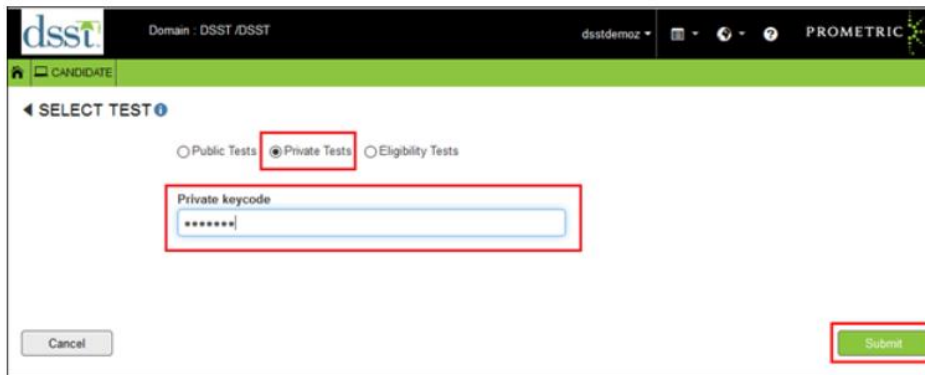 dsst
Domain : DSST /DSST
dsstdemoz
?
PROMETRIC
CANDIDATE
SELECT TEST i
Public Tests Private Tests Eligibility Tests
Private keycode
•••••••
Cancel Submit